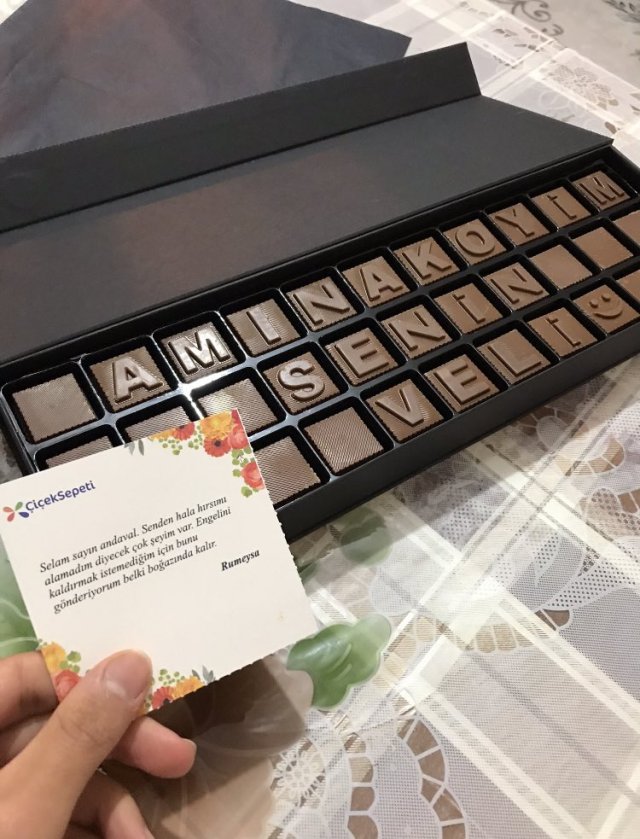 AMINAKOYİM
SENİN
VELİ
ÇiçekSepeti
Selam sayın andaval. Senden hala hırsımı
alamadım diyecek çok şeyim var. Engelini
kaldırmak istemediğim için bunu
gönderiyorum belki boğazında kalır.
Rumeysa